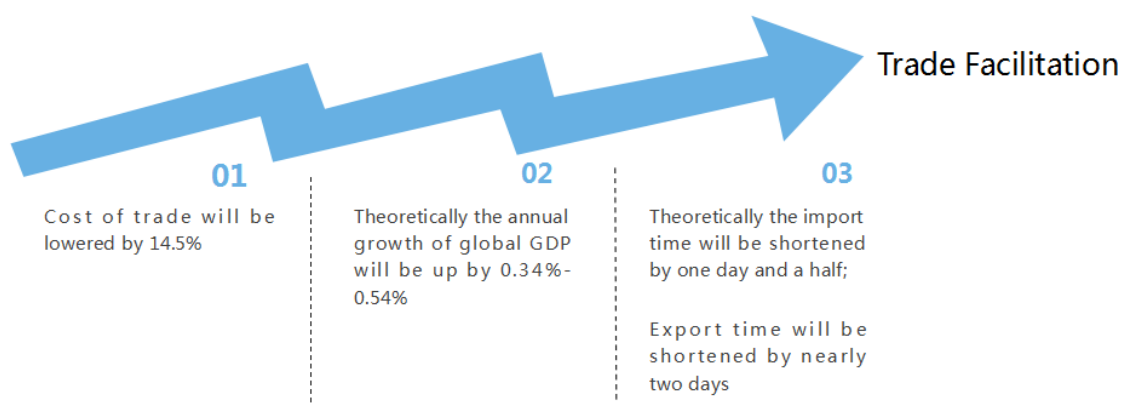 Trade Facilitation
01
Cost of trade will be
lowered by 14.5%
02
Theoretically the annual
growth of global GDP
will be up by 0.34%-
0.54%
03
Theoretically the import
time will be shortened
by one day and a half;
Export time will be
shortened by nearly
two days